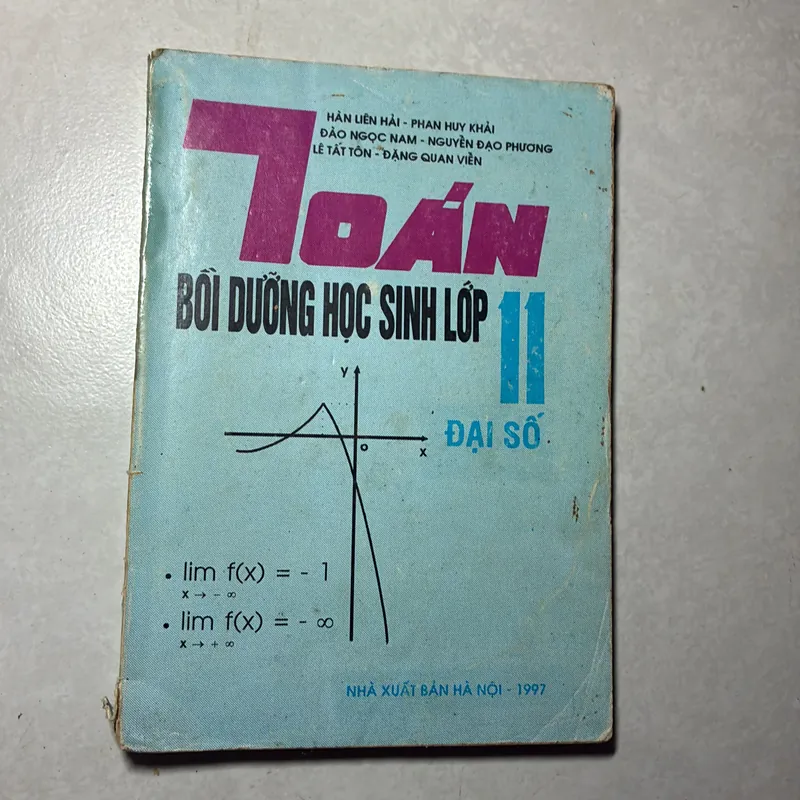 HÀN LIÊN HẢI - PHAN HUY KHẢI
ĐÀO NGỌC NAM - NGUYỄN ĐẠO PHƯƠNG
LÊ TẤT TÔN - ĐẶNG QUAN VIỄN
TOÁN
BỒI DƯỠNG HỌC SINH LỚP 11
ĐẠI SỐ
y
o
x
• lim f(x) = - 1
x → - ∞
• lim f(x) = - ∞
x → + ∞
NHÀ XUẤT BẢN HÀ NỘI - 1997